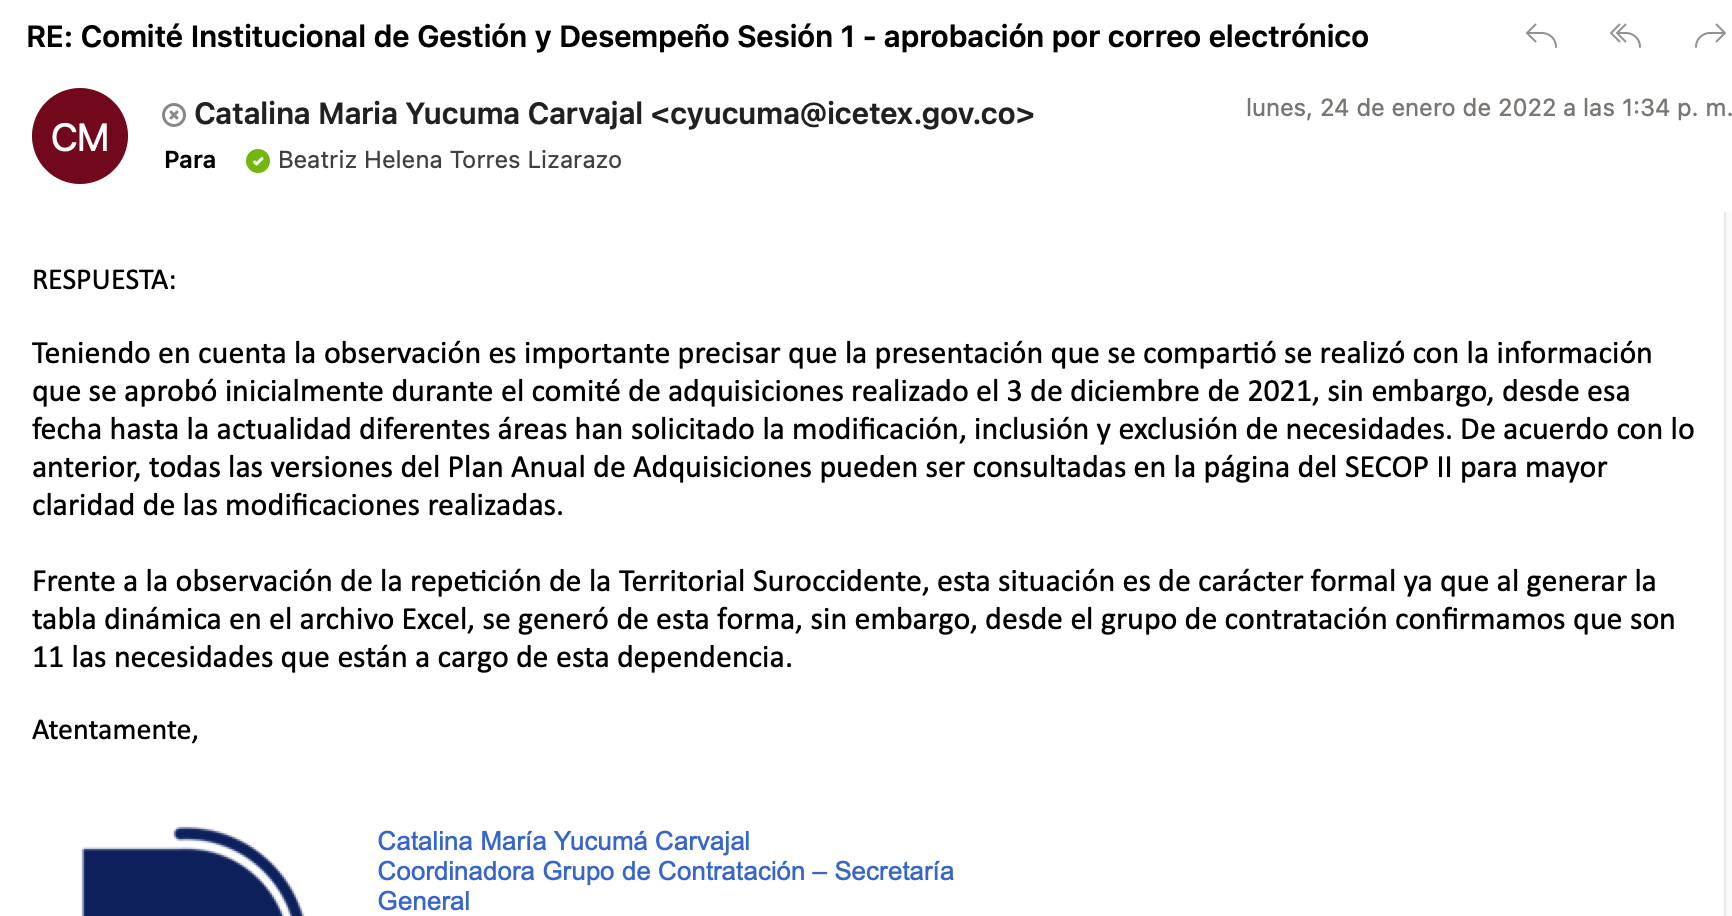 RE: Comité Institucional de Gestión y Desempeño Sesión 1 - aprobación por correo electrónico
CM
Catalina Maria Yucuma Carvajal <cyucuma@icetex.gov.co>
lunes, 24 de enero de 2022 a las 1:34 p. m.
Para Beatriz Helena Torres Lizarazo
RESPUESTA:
Teniendo en cuenta la observación es importante precisar que la presentación que se compartió se realizó con la información
que se aprobó inicialmente durante el comité de adquisiciones realizado el 3 de diciembre de 2021, sin embargo, desde esa
fecha hasta la actualidad diferentes áreas han solicitado la modificación, inclusión y exclusión de necesidades. De acuerdo con lo
anterior, todas las versiones del Plan Anual de Adquisiciones pueden ser consultadas en la página del SECOP II para mayor
claridad de las modificaciones realizadas.
Frente a la observación de la repetición de la Territorial Suroccidente, esta situación es de carácter formal ya que al generar la
tabla dinámica en el archivo Excel, se generó de esta forma, sin embargo, desde el grupo de contratación confirmamos que son
11 las necesidades que están a cargo de esta dependencia.
Atentamente,
Catalina María Yucumá Carvajal
Coordinadora Grupo de Contratación – Secretaría
General